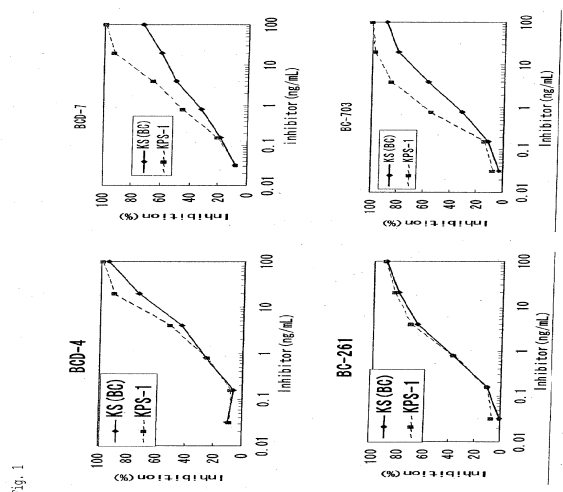 Fig. 1
BCD-4
KS(BC)
KPS-1
Inhibition(%)
100
80
60
40
20
0
0.01
0.1
1
10
100
Inhibitor(ng/mL)
BCD-7
KS(BC)
KPS-1
Inhibition(%)
100
80
60
40
20
0
0.01
0.1
1
10
100
inhibitor(ng/mL)
BC-261
KS(BC)
KPS-1
Inhibition(%)
100
80
60
40
20
0
0.01
0.1
1
10
100
Inhibitor(ng/mL)
BC-703
KS(BC)
KPS-1
Inhibition(%)
100
80
60
40
20
0
0.01
0.1
1
10
100
Inhibitor(ng/mL)